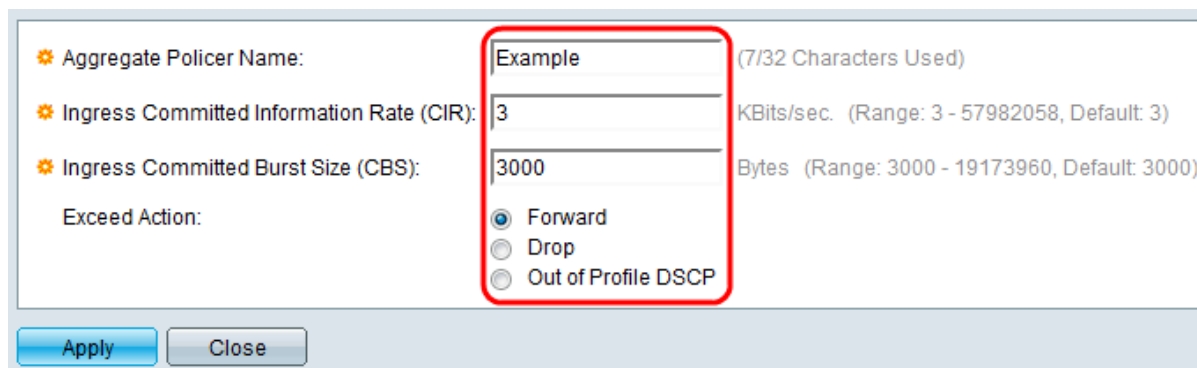 Aggregate Policer Name: Example (7/32 Characters Used)
Ingress Committed Information Rate (CIR): 3 KBits/sec. (Range: 3 - 57982058, Default: 3)
Ingress Committed Burst Size (CBS): 3000 Bytes (Range: 3000 - 19173960, Default: 3000)
Exceed Action: Forward
Drop
Out of Profile DSCP
Apply Close